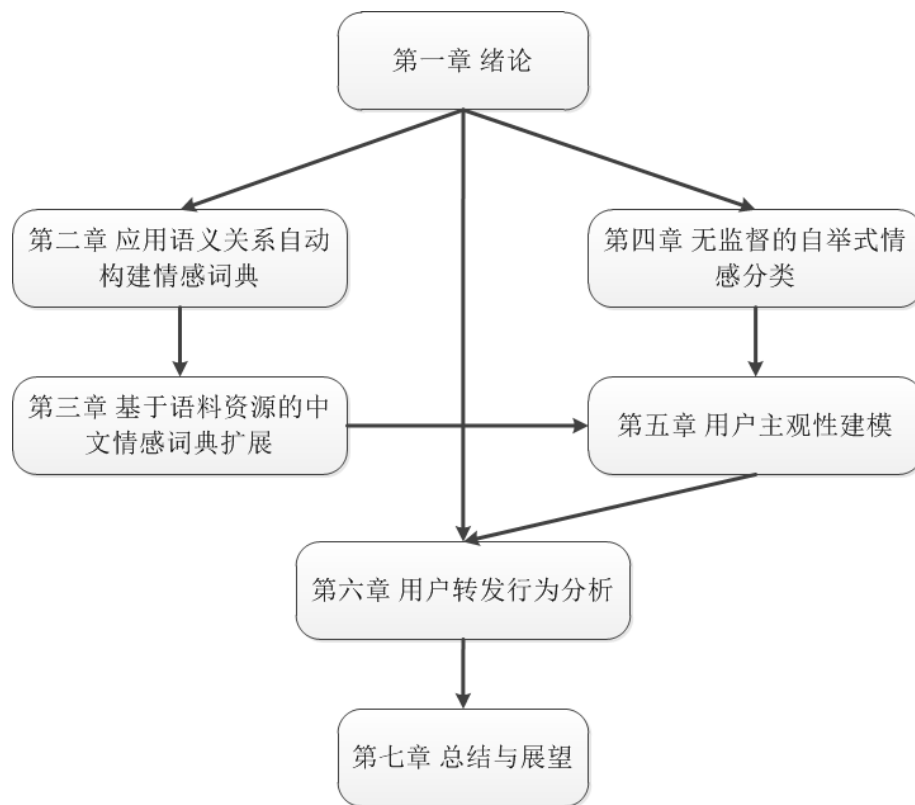 第一章 绪论
第二章 应用语义关系自动
构建情感词典
第四章 无监督的自举式情
感分类
第三章 基于语料资源的中
文情感词典扩展
第五章 用户主观性建模
第六章 用户转发行为分析
第七章 总结与展望